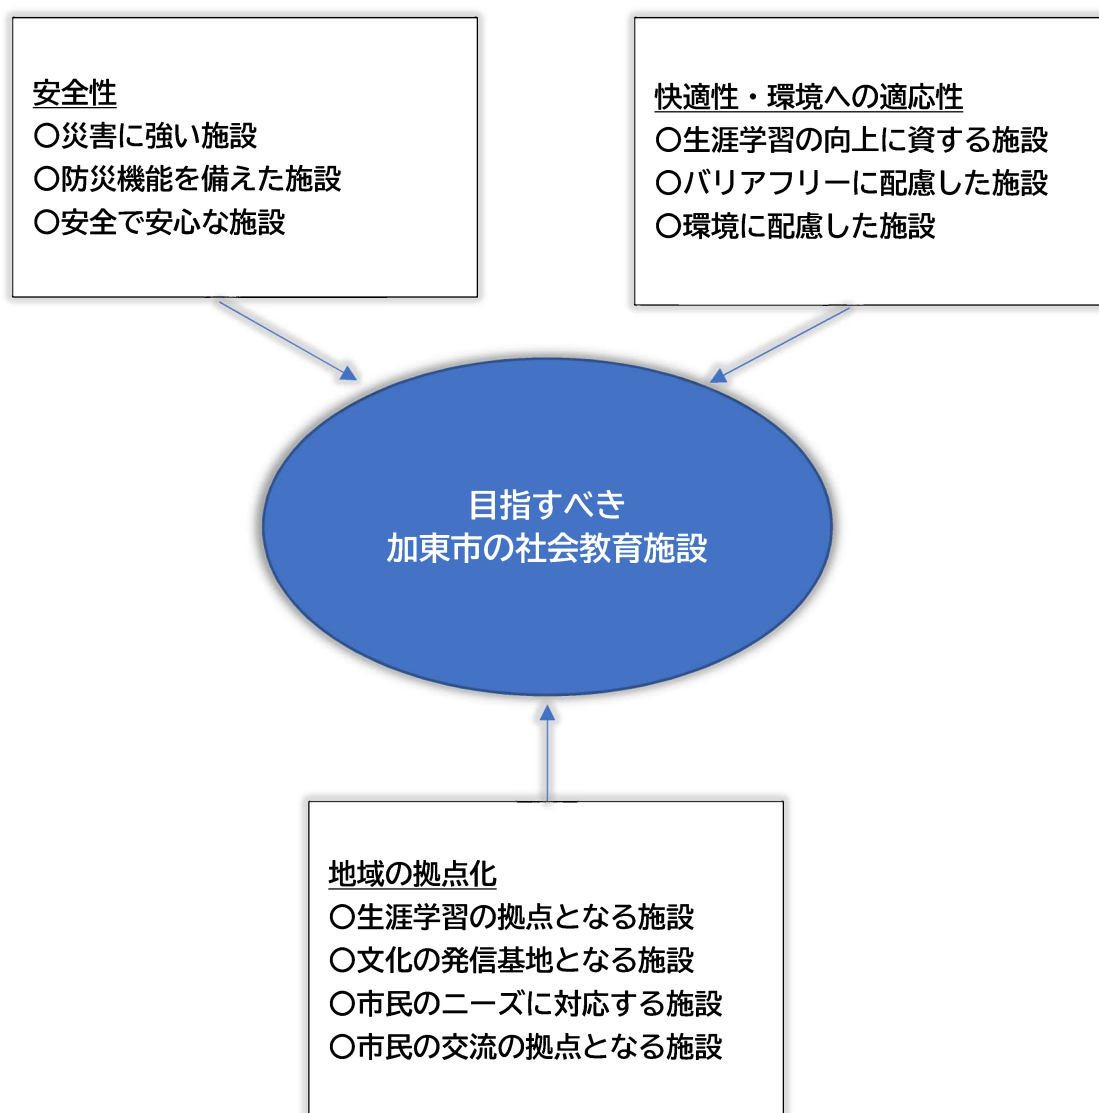 安全性
〇災害に強い施設
〇防災機能を備えた施設
〇安全で安心な施設
快適性・環境への適応性
〇生涯学習の向上に資する施設
〇バリアフリーに配慮した施設
〇環境に配慮した施設
目指すべき
加東市の社会教育施設
地域の拠点化
〇生涯学習の拠点となる施設
〇文化の発信基地となる施設
〇市民のニーズに対応する施設
〇市民の交流の拠点となる施設